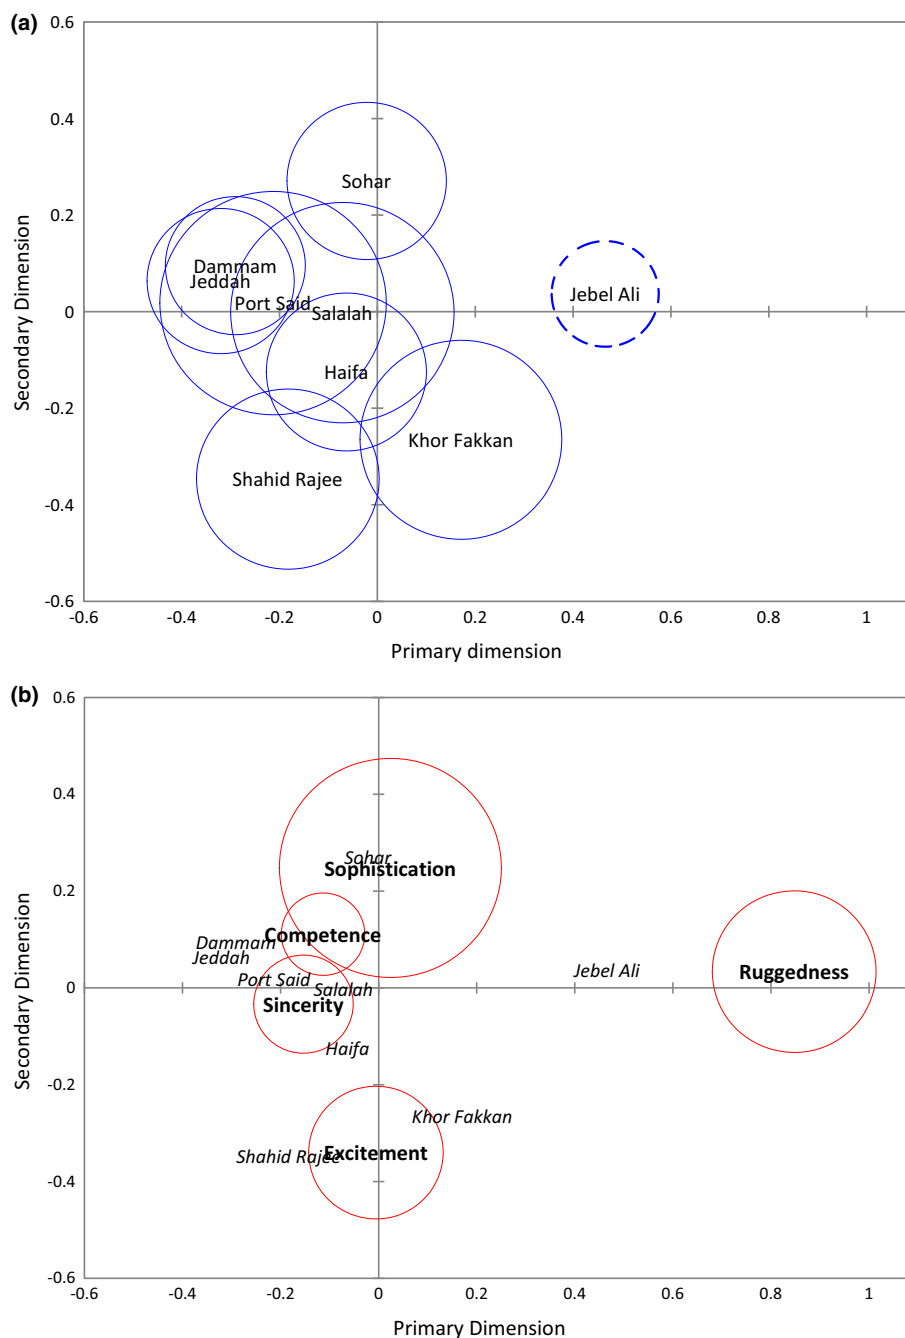 (a)
0.6
0.4
Sohar
0.2
Dammam
Jeddah
Port Said
Salalah
Jebel Ali
0
Haifa
-0.2
Khor Fakkan
Shahid Rajee
-0.4
-0.6
-0.6 -0.4 -0.2 0 0.2 0.4 0.6 0.8 1
Secondary Dimension
Primary dimension
(b)
0.6
0.4
Sohar
Sophistication
0.2
Competence
Dammam
Jeddah
Jebel Ali
Ruggedness
Port Said
Salalah
0
Sincerity
Haifa
-0.2
Khor Fakkan
Excitement
Shahid Rajee
-0.4
-0.6
-0.6 -0.4 -0.2 0 0.2 0.4 0.6 0.8 1
Secondary Dimension
Primary Dimension